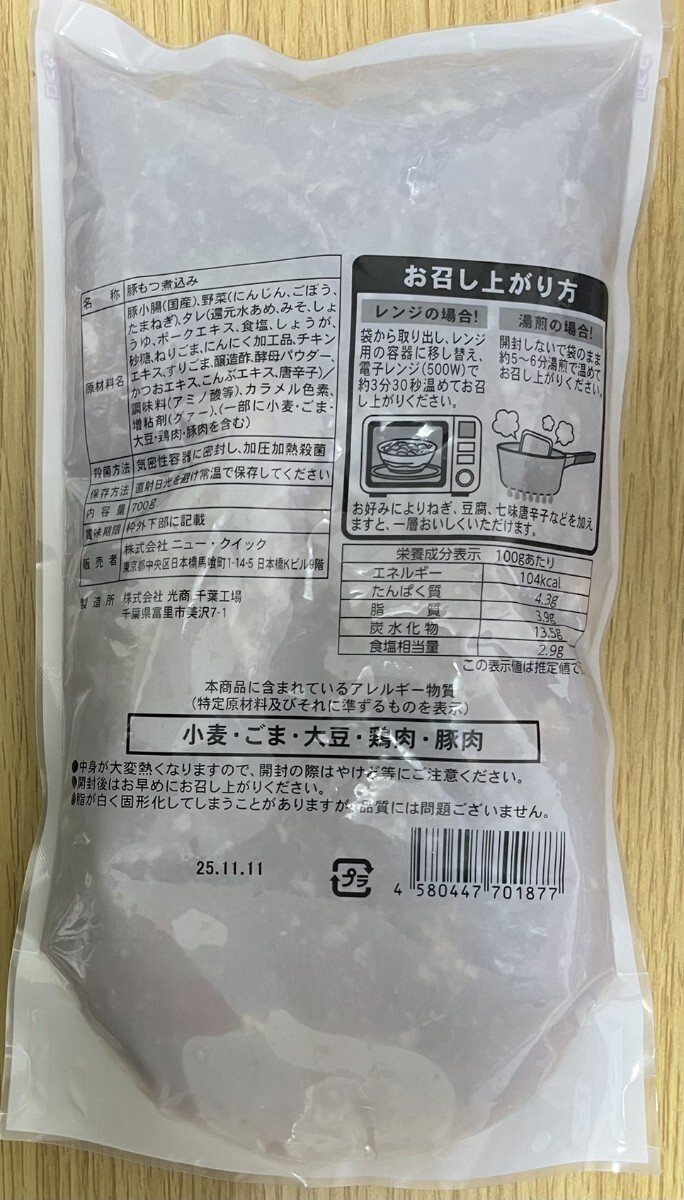 名 称 豚もつ煮込み
原材料名 豚小腸(国産)、野菜(にんじん、ごぼう、
たまねぎ)、タレ(還元水あめ、みそ、しょ
うゆ、ポークエキス、食塩、しょうが、
砂糖、ねりごま、にんにく加工品、チキン
エキス、すりごま、醸造酢、酵母パウダー、
かつおエキス、こんぶエキス、唐辛子)/
調味料(アミノ酸等)、カラメル色素、
増粘剤(グァー)、(一部に小麦・ごま・
大豆・鶏肉・豚肉を含む)
殺菌方法 気密性容器に密封し、加圧加熱殺菌
保存方法 直射日光を避け常温で保存してください
内容量 700g
賞味期限 枠外下部に記載
販売者 株式会社 ニュー・クイック
東京都中央区日本橋馬喰町1-14-5 日本橋Kビル9階
製造所 株式会社 光商 千葉工場
千葉県富里市美沢7-1
お召し上がり方
レンジの場合!
袋から取り出し、レンジ
用の容器に移し替え、
電子レンジ(500W)で
約3分30秒温めてお召
し上がりください。
湯煎の場合!
開封しないで袋のまま
約5~6分湯煎で温めて
お召し上がりください。
お好みによりねぎ、豆腐、七味唐辛子などを加え
ますと、一層おいしくいただけます。
栄養成分表示 100gあたり
エネルギー 104kcal
たんぱく質 4.3g
脂質 3.9g
炭水化物 13.5g
食塩相当量 2.9g
この表示値は推定値で
本商品に含まれているアレルギー物質
(特定原材料及びそれに準ずるものを表示)
小麦・ごま・大豆・鶏肉・豚肉
●中身が大変熱くなりますので、開封の際はやけど等にご注意ください。
●開封後はお早めにお召し上がりください。
●脂が白く固形化してしまうことがありますが、品質には問題ございません。
25.11.11
プラ
4 580447 701877